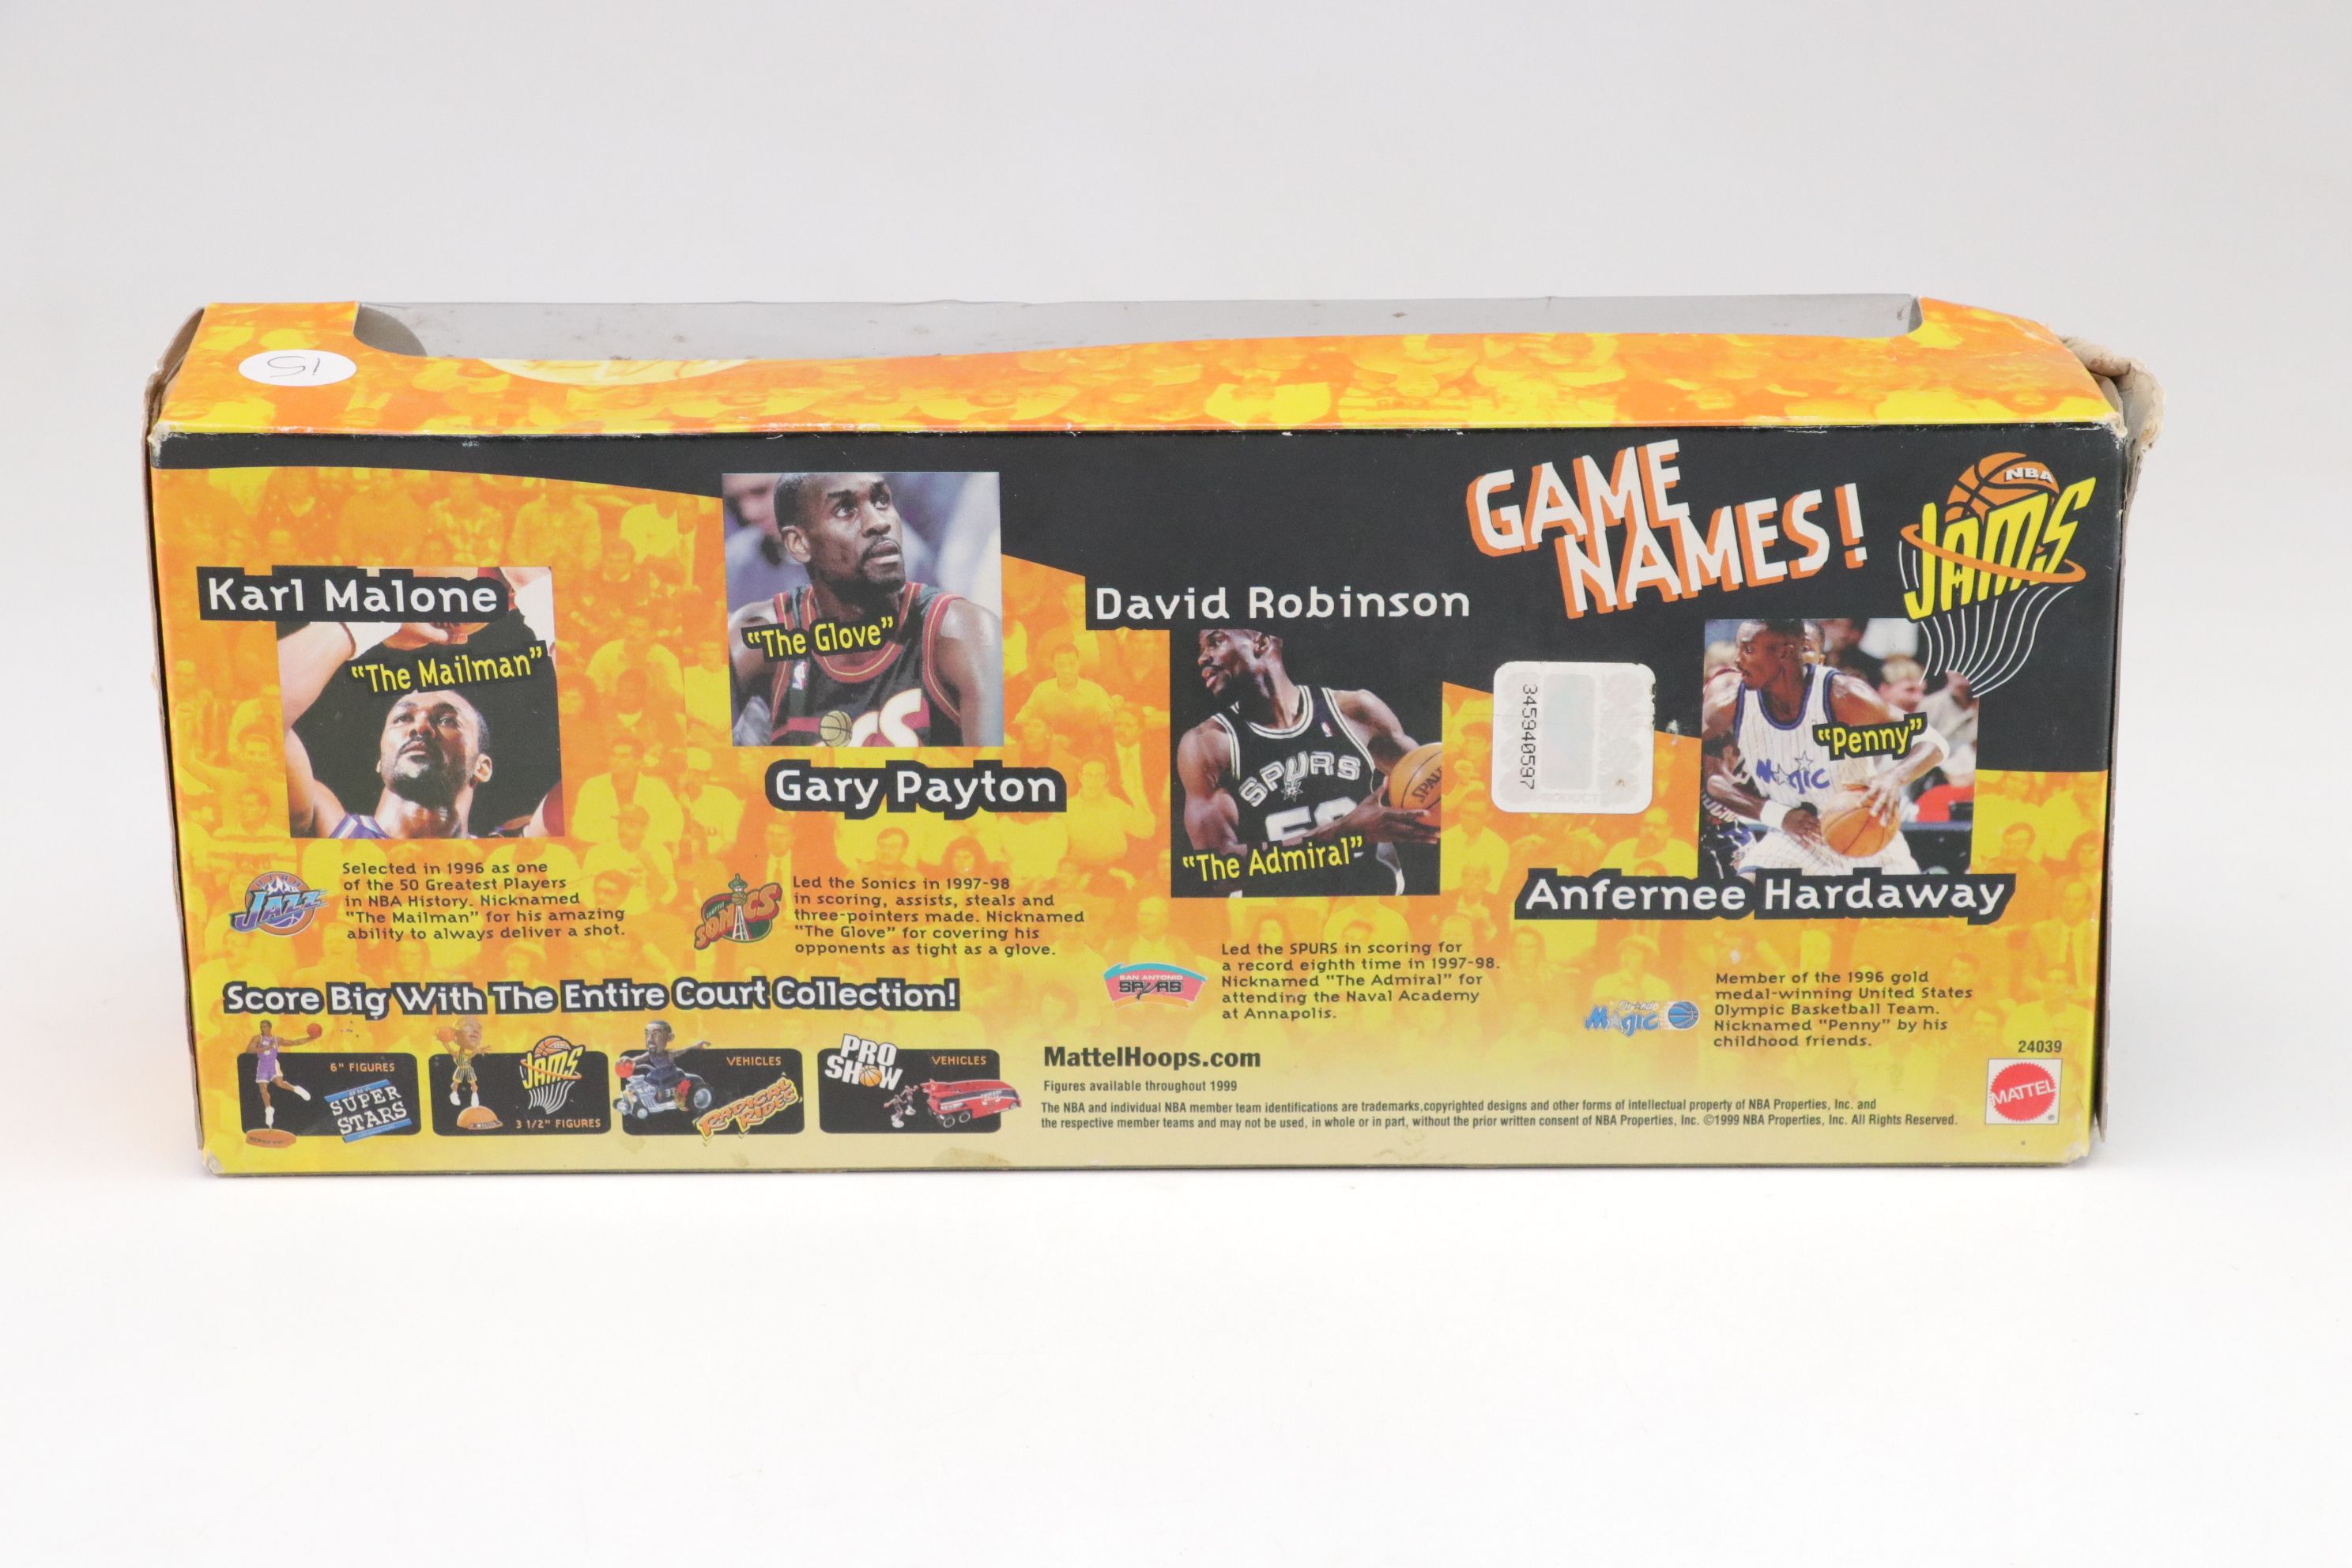 15
GAME
NAMES!
NBA
JAMS
Karl Malone
"The Mailman"
JAZZ
Selected in 1996 as one
of the 50 Greatest Players
in NBA History. Nicknamed
"The Mailman" for his amazing
ability to always deliver a shot.
"The Glove"
Gary Payton
SONICS
Led the Sonics in 1997-98
in scoring, assists, steals and
three-pointers made. Nicknamed
"The Glove" for covering his
opponents as tight as a glove.
David Robinson
SPURS
50
SPALD
"The Admiral"
SAN ANTONIO
SPURS
Led the SPURS in scoring for
a record eighth time in 1997-98.
Nicknamed "The Admiral" for
attending the Naval Academy
at Annapolis.
3459940597
"Penny"
MAGIC
Anfernee Hardaway
Orlando
MAGIC
Member of the 1996 gold
medal-winning United States
Olympic Basketball Team.
Nicknamed "Penny" by his
childhood friends.
Score Big With The Entire Court Collection!
6" FIGURES
SUPER
STARS
JAMS
3 1/2" FIGURES
VEHICLES
RADICAL
RIDES
PRO
SHOW
VEHICLES
MattelHoops.com
Figures available throughout 1999
The NBA and individual NBA member team identifications are trademarks,copyrighted designs and other forms of intellectual property of NBA Properties, Inc. and
the respective member teams and may not be used, in whole or in part, without the prior written consent of NBA Properties, Inc. ©1999 NBA Properties, Inc. All Rights Reserved.
24039
MATTEL
®